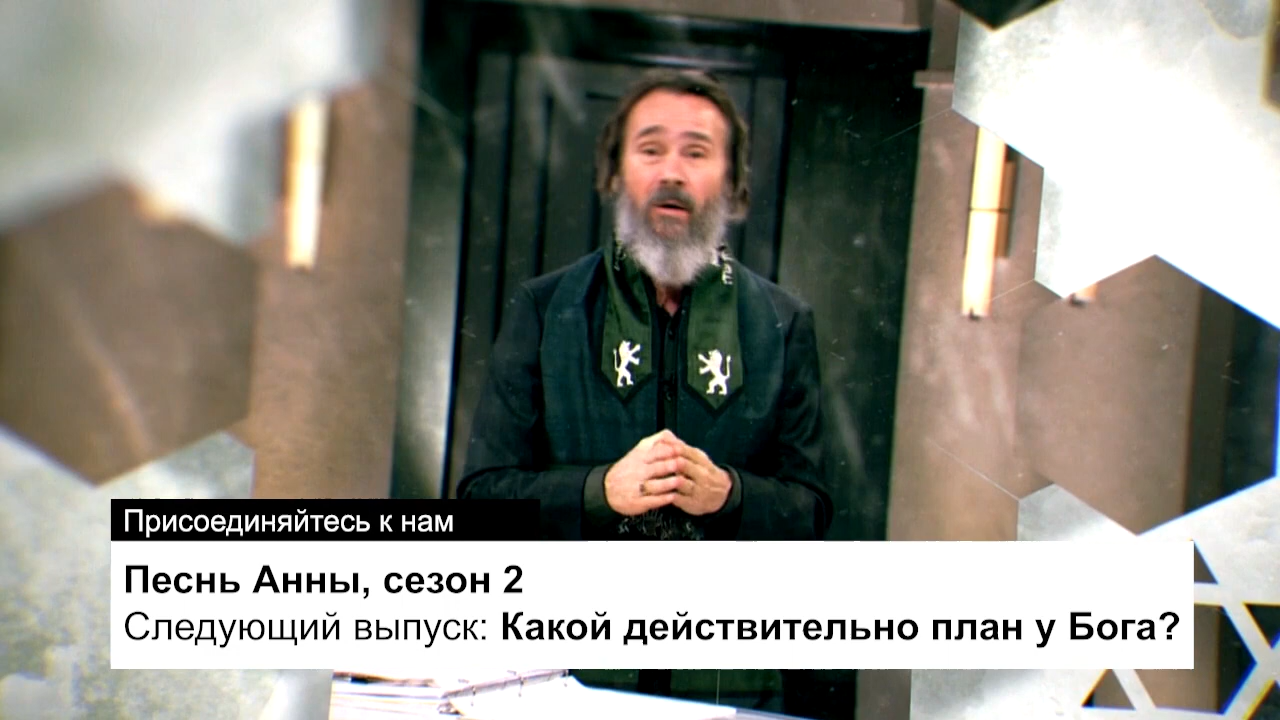 Присоединяйтесь к нам
Песнь Анны, сезон 2
Следующий выпуск: Какой действительно план у Бога?